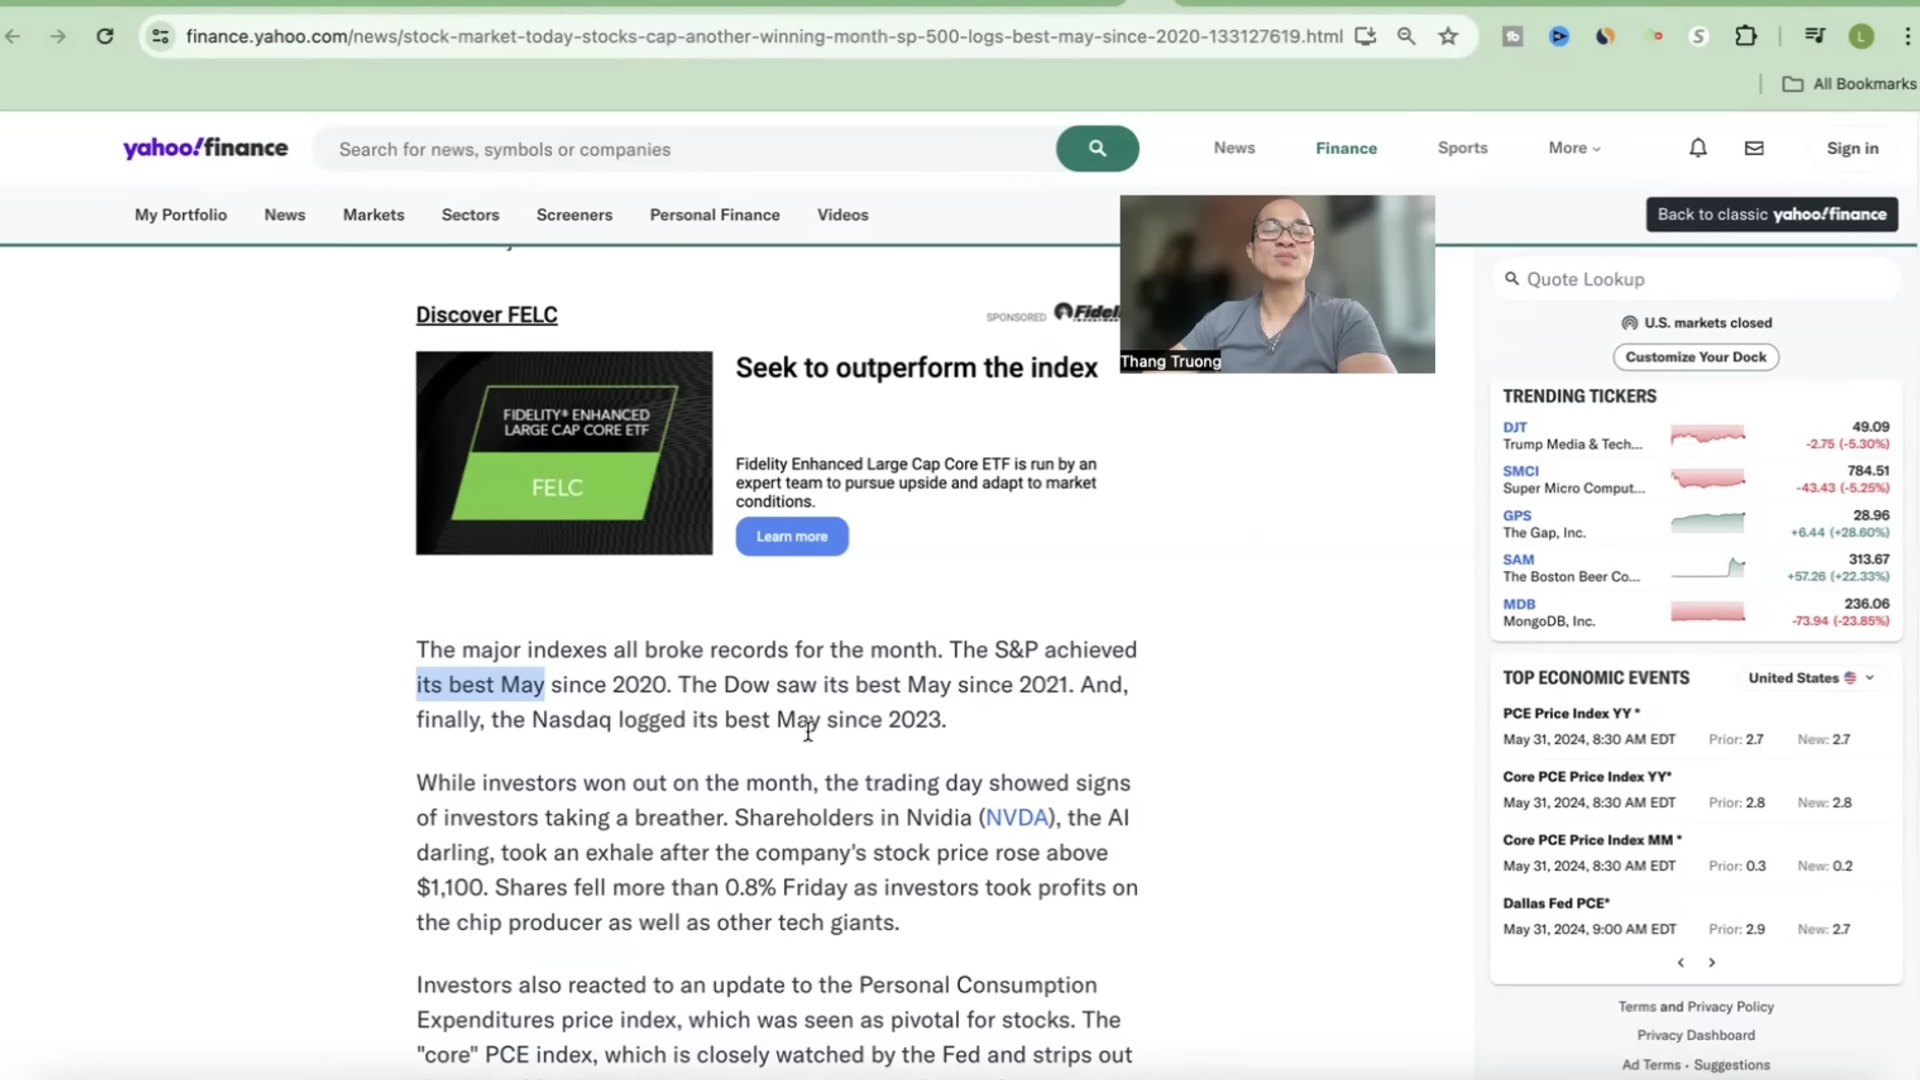 finance.yahoo.com/news/stock-market-today-stocks-cap-another-winning-month-sp-500-logs-best-may-since-2020-133127619.html
S
L
All Bookmarks
yahoo!finance
Search for news, symbols or companies
News
Finance
Sports
More
Sign in
My Portfolio
News
Markets
Sectors
Screeners
Personal Finance
Videos
Back to classic yahoo!finance
Thang Truong
Discover FELC
SPONSORED
FIDELITY® ENHANCED
LARGE CAP CORE ETF
FELC
Seek to outperform the index
Fidelity Enhanced Large Cap Core ETF is run by an
expert team to pursue upside and adapt to market
conditions.
Learn more
The major indexes all broke records for the month. The S&P achieved
its best May since 2020. The Dow saw its best May since 2021. And,
finally, the Nasdaq logged its best May since 2023.
While investors won out on the month, the trading day showed signs
of investors taking a breather. Shareholders in Nvidia (NVDA), the AI
darling, took an exhale after the company's stock price rose above
$1,100. Shares fell more than 0.8% Friday as investors took profits on
the chip producer as well as other tech giants.
Investors also reacted to an update to the Personal Consumption
Expenditures price index, which was seen as pivotal for stocks. The
"core" PCE index, which is closely watched by the Fed and strips out
Quote Lookup
U.S. markets closed
Customize Your Dock
TRENDING TICKERS
DJT 49.09
Trump Media & Tech... -2.75 (-5.30%)
SMCI 784.51
Super Micro Comput... -43.43 (-5.25%)
GPS 28.96
The Gap, Inc. +6.44 (+28.60%)
SAM 313.67
The Boston Beer Co... +57.26 (+22.33%)
MDB 236.06
MongoDB, Inc. -73.94 (-23.85%)
TOP ECONOMIC EVENTS United States
PCE Price Index YY *
May 31, 2024, 8:30 AM EDT Prior: 2.7 New: 2.7
Core PCE Price Index YY*
May 31, 2024, 8:30 AM EDT Prior: 2.8 New: 2.8
Core PCE Price Index MM *
May 31, 2024, 8:30 AM EDT Prior: 0.3 New: 0.2
Dallas Fed PCE*
May 31, 2024, 9:00 AM EDT Prior: 2.9 New: 2.7
Terms and Privacy Policy
Privacy Dashboard
Ad Terms • Suggestions